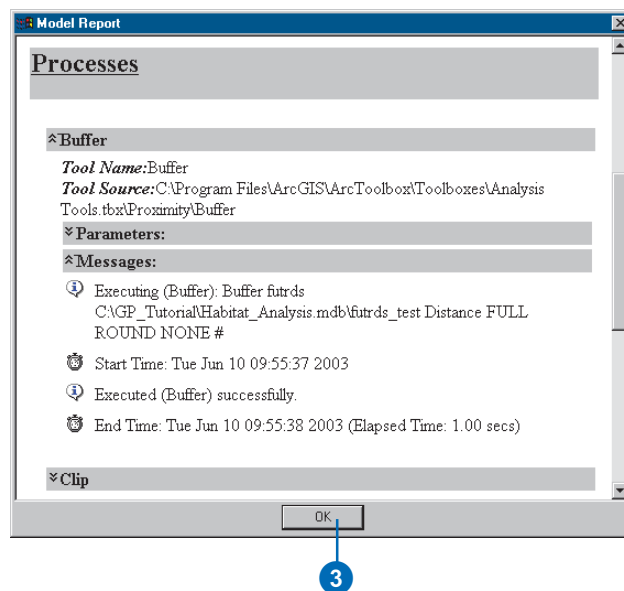 Model Report
Processes
Buffer
Tool Name:Buffer
Tool Source:C:\Program Files\ArcGIS\ArcToolbox\Toolboxes\Analysis
Tools.tbx\Proximity\Buffer
Parameters:
Messages:
Executing (Buffer): Buffer futrds
C:\GP_Tutorial\Habitat_Analysis.mdb\futrds_test Distance FULL
ROUND NONE #
Start Time: Tue Jun 10 09:55:37 2003
Executed (Buffer) successfully.
End Time: Tue Jun 10 09:55:38 2003 (Elapsed Time: 1.00 secs)
Clip
OK
3